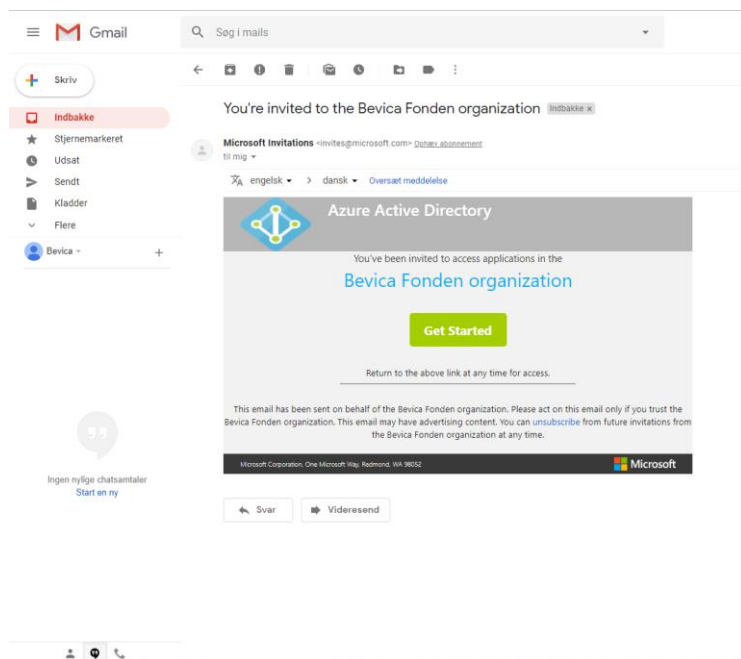 Gmail
Søg i mails
Skriv
Indbakke
Stjernemarkeret
Udsat
Sendt
Kladder
Flere
Bevica
Ingen nylige chatsamtaler
Start en ny
You're invited to the Bevica Fonden organization Indbakke x
Microsoft Invitations <invites@microsoft.com> Ophæv abonnement
til mig
engelsk > dansk Oversæt meddelelse
Azure Active Directory
You've been invited to access applications in the
Bevica Fonden organization
Get Started
Return to the above link at any time for access.
This email has been sent on behalf of the Bevica Fonden organization. Please act on this email only if you trust the
Bevica Fonden organization. This email may have advertising content. You can unsubscribe from future invitations from
the Bevica Fonden organization at any time.
Microsoft Corporation, One Microsoft Way, Redmond, WA 98052
Microsoft
Svar
Videresend